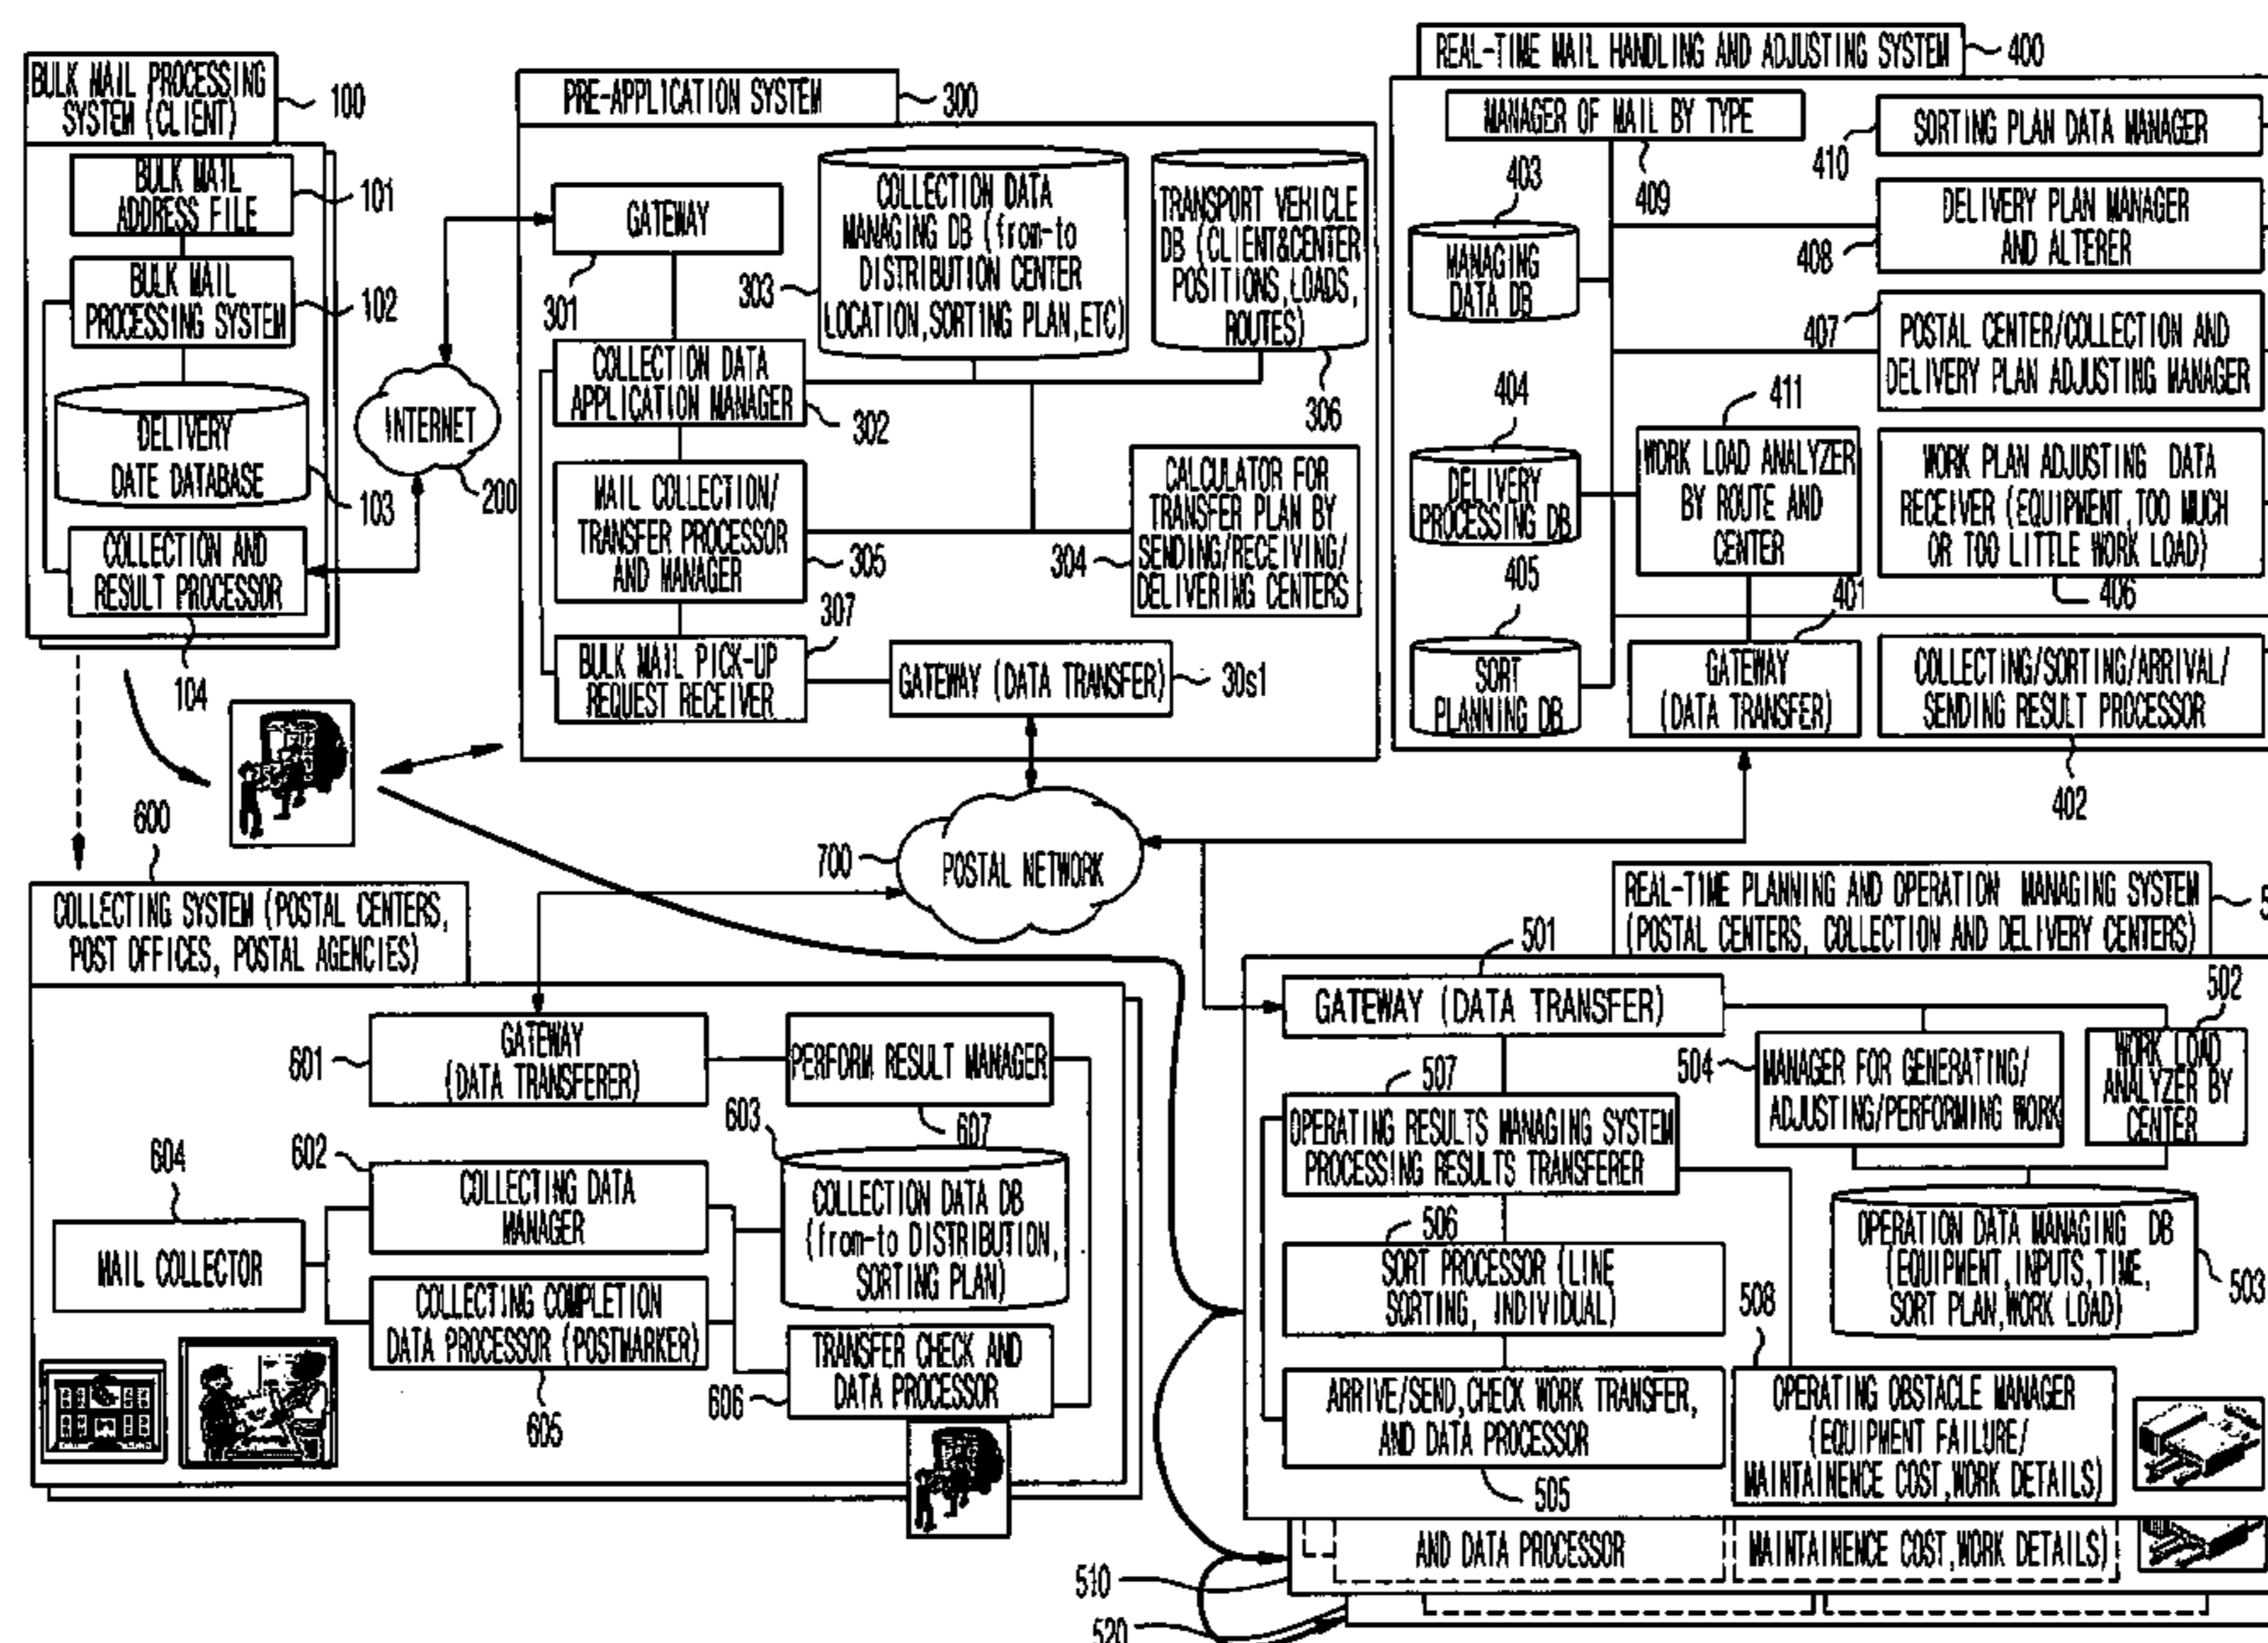 BULK MAIL PROCESSING
SYSTEM (CLIENT)
100
BULK MAIL
ADDRESS FILE
101
BULK MAIL
PROCESSING SYSTEM
102
DELIVERY
DATE DATABASE
103
COLLECTION AND
RESULT PROCESSOR
104
INTERNET
200
PRE-APPLICATION SYSTEM
300
GATEWAY
301
COLLECTION DATA
MANAGING DB (from-to
DISTRIBUTION CENTER
LOCATION,SORTING PLAN,ETC)
303
TRANSPORT VEHICLE
DB (CLIENT&CENTER
POSITIONS,LOADS,
ROUTES)
306
COLLECTION DATA
APPLICATION MANAGER
302
MAIL COLLECTION/
TRANSFER PROCESSOR
AND MANAGER
305
304
CALCULATOR FOR
TRANSFER PLAN BY
SENDING/RECEIVING/
DELIVERING CENTERS
307
BULK MAIL PICK-UP
REQUEST RECEIVER
GATEWAY (DATA TRANSFER)
30s1
REAL-TIME MAIL HANDLING AND ADJUSTING SYSTEM
400
MANAGER OF MAIL BY TYPE
409
410
SORTING PLAN DATA MANAGER
403
MANAGING
DATA DB
408
DELIVERY PLAN MANAGER
AND ALTERER
407
POSTAL CENTER/COLLECTION AND
DELIVERY PLAN ADJUSTING MANAGER
404
DELIVERY
PROCESSING DB
411
WORK LOAD ANALYZER
BY ROUTE AND
CENTER
WORK PLAN ADJUSTING DATA
RECEIVER (EQUIPMENT,TOO MUCH
OR TOO LITTLE WORK LOAD)
406
405
SORT
PLANNING DB
401
GATEWAY
(DATA TRANSFER)
COLLECTING/SORTING/ARRIVAL/
SENDING RESULT PROCESSOR
402
700
POSTAL NETWORK
600
COLLECTING SYSTEM (POSTAL CENTERS,
POST OFFICES, POSTAL AGENCIES)
601
GATEWAY
(DATA TRANSFERER)
PERFORM RESULT MANAGER
607
604
MAIL COLLECTOR
602
COLLECTING DATA
MANAGER
603
COLLECTION DATA DB
(from-to DISTRIBUTION,
SORTING PLAN)
COLLECTING COMPLETION
DATA PROCESSOR (POSTMARKER)
605
606
TRANSFER CHECK AND
DATA PROCESSOR
REAL-TIME PLANNING AND OPERATION MANAGING SYSTEM
(POSTAL CENTERS, COLLECTION AND DELIVERY CENTERS)
501
GATEWAY (DATA TRANSFER)
502
WORK LOAD
ANALYZER BY
CENTER
504
MANAGER FOR GENERATING/
ADJUSTING/PERFORMING WORK
507
OPERATING RESULTS MANAGING SYSTEM
PROCESSING RESULTS TRANSFERER
OPERATION DATA MANAGING DB
(EQUIPMENT,INPUTS,TIME,
SORT PLAN,WORK LOAD)
503
506
SORT PROCESSOR (LINE
SORTING, INDIVIDUAL)
508
OPERATING OBSTACLE MANAGER
(EQUIPMENT FAILURE/
MAINTAINENCE COST,WORK DETAILS)
ARRIVE/SEND,CHECK WORK TRANSFER,
AND DATA PROCESSOR
505
510
AND DATA PROCESSOR
MAINTAINENCE COST,WORK DETAILS)
520